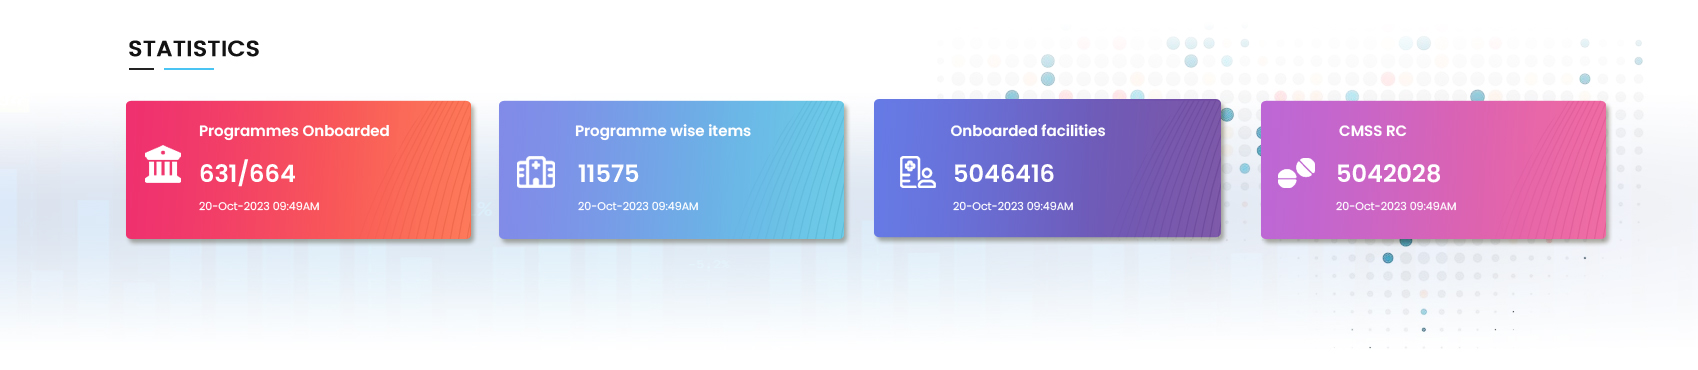 STATISTICS
Programmes Onboarded
631/664
20-Oct-2023 09:49AM
Programme wise items
11575
20-Oct-2023 09:49AM
Onboarded facilities
5046416
20-Oct-2023 09:49AM
CMSS RC
5042028
20-Oct-2023 09:49AM